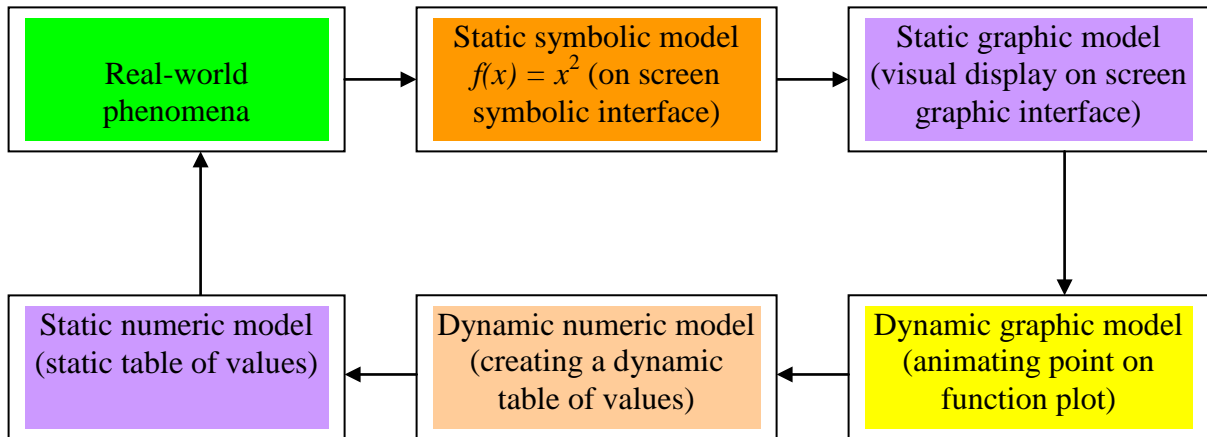 Real-world
phenomena
Static symbolic model
f(x) = x² (on screen
symbolic interface)
Static graphic model
(visual display on screen
graphic interface)
Static numeric model
(static table of values)
Dynamic numeric model
(creating a dynamic
table of values)
Dynamic graphic model
(animating point on
function plot)